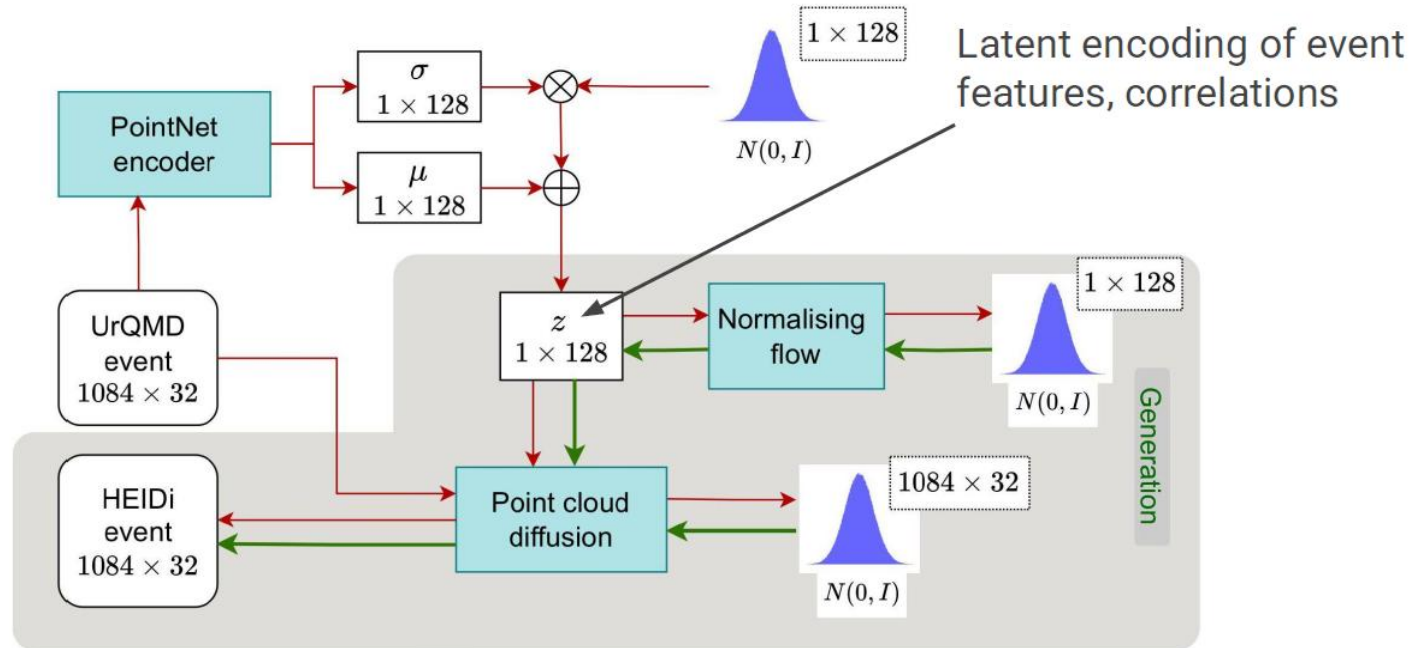 1 × 128
Latent encoding of event
features, correlations
σ
1 × 128
PointNet
encoder
N(0, I)
μ
1 × 128
1 × 128
UrQMD
event
1084 × 32
z
1 × 128
Normalising
flow
N(0, I)
Generation
HEIDi
event
1084 × 32
Point cloud
diffusion
1084 × 32
N(0, I)